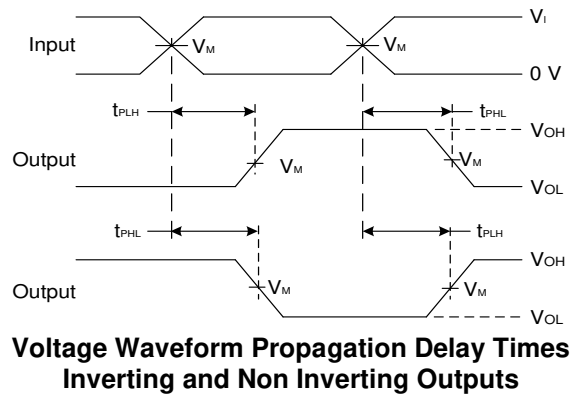 Input
VM
VM
VI
0 V
tPLH
tPHL
Output
VM
VM
VOH
VOL
tPHL
tPLH
Output
VM
VM
VOH
VOL
Voltage Waveform Propagation Delay Times
Inverting and Non Inverting Outputs